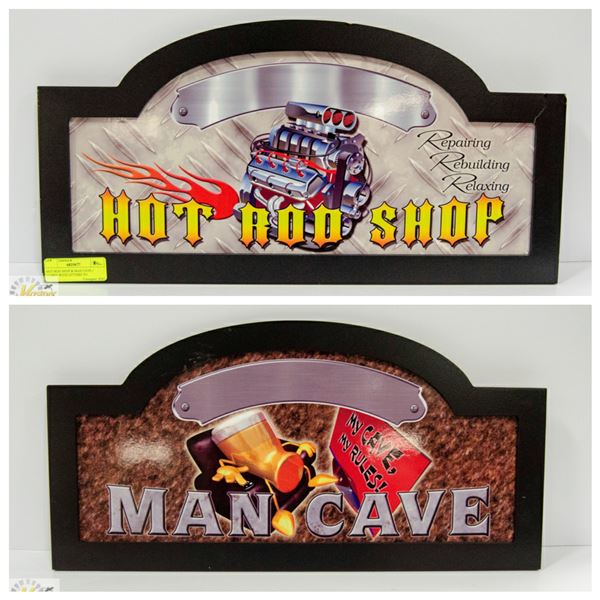 Repairing
Rebuilding
Relaxing
HOT ROD SHOP
MY CAVE,
MY RULES!
MAN CAVE